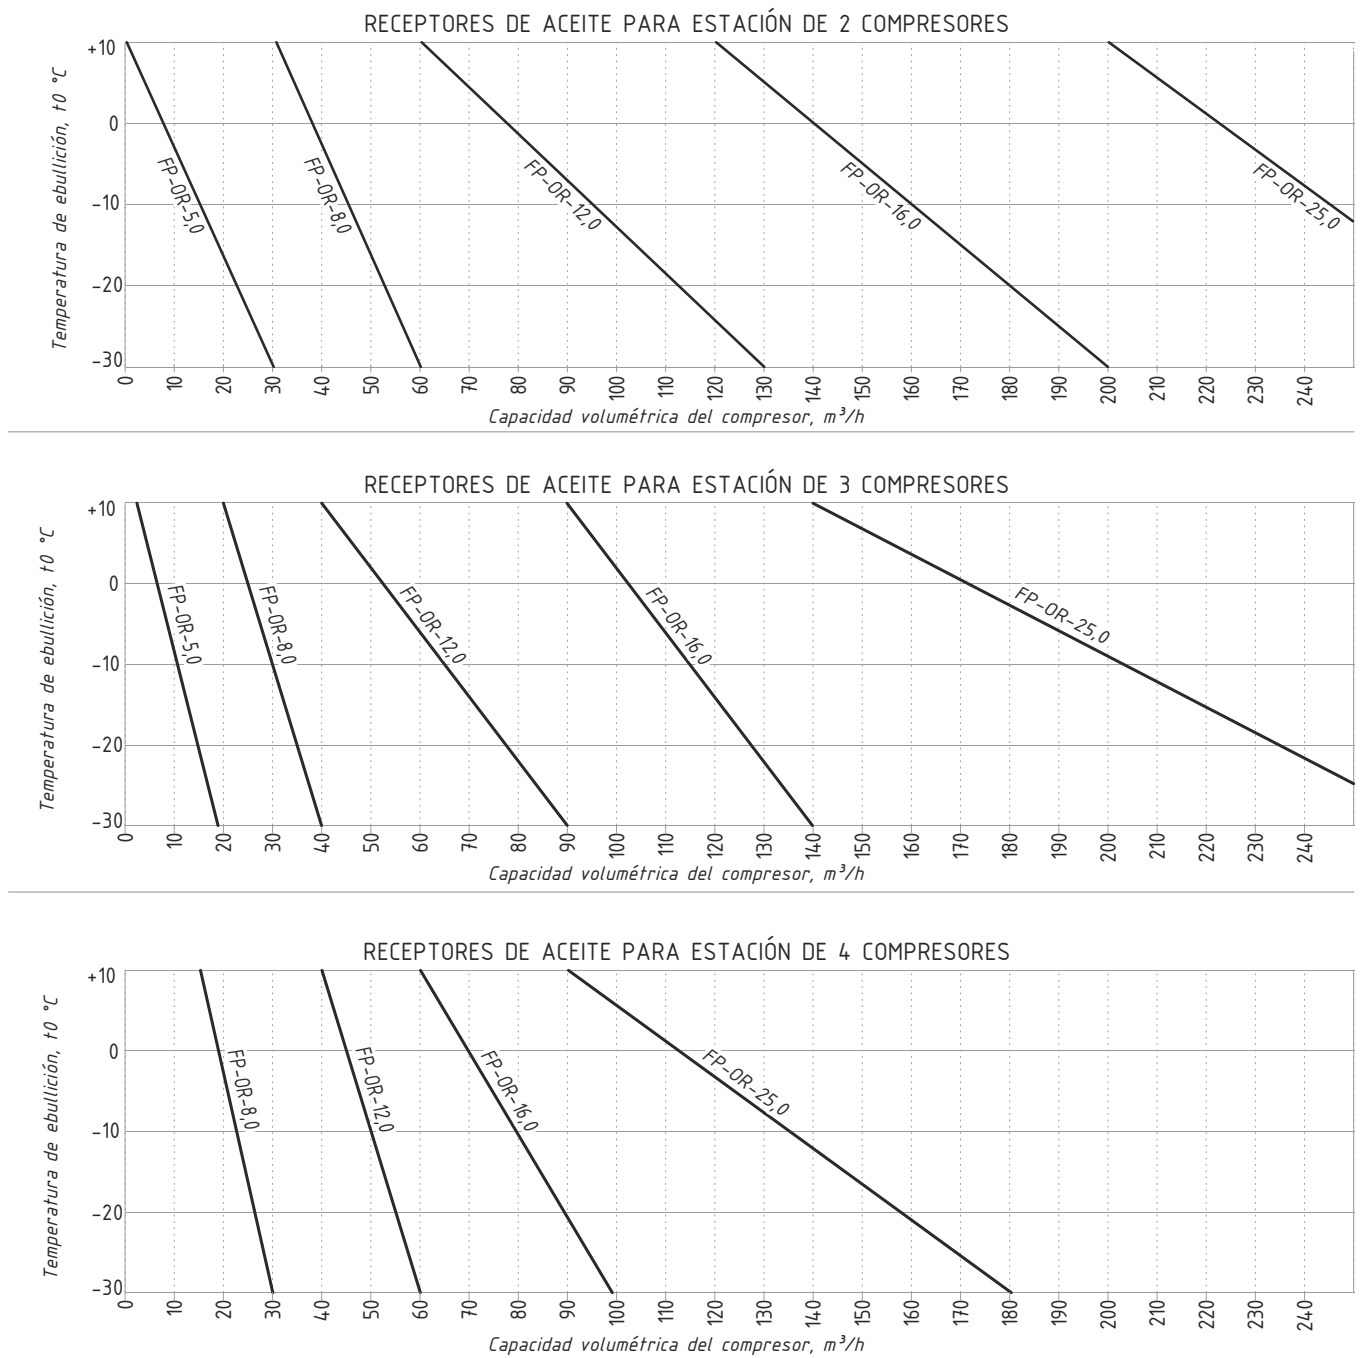 RECEPTORES DE ACEITE PARA ESTACIÓN DE 2 COMPRESORES
Temperatura de ebullición, t0 °C
+10
0
-10
-20
-30
FP-OR-5,0
FP-OR-8,0
FP-OR-12,0
FP-OR-16,0
FP-OR-25,0
0 10 20 30 40 50 60 70 80 90 100 110 120 130 140 150 160 170 180 190 200 210 220 230 240
Capacidad volumétrica del compresor, m³/h
RECEPTORES DE ACEITE PARA ESTACIÓN DE 3 COMPRESORES
Temperatura de ebullición, t0 °C
+10
0
-10
-20
-30
FP-OR-5,0
FP-OR-8,0
FP-OR-12,0
FP-OR-16,0
FP-OR-25,0
0 10 20 30 40 50 60 70 80 90 100 110 120 130 140 150 160 170 180 190 200 210 220 230 240
Capacidad volumétrica del compresor, m³/h
RECEPTORES DE ACEITE PARA ESTACIÓN DE 4 COMPRESORES
Temperatura de ebullición, t0 °C
+10
0
-10
-20
-30
FP-OR-8,0
FP-OR-12,0
FP-OR-16,0
FP-OR-25,0
0 10 20 30 40 50 60 70 80 90 100 110 120 130 140 150 160 170 180 190 200 210 220 230 240
Capacidad volumétrica del compresor, m³/h